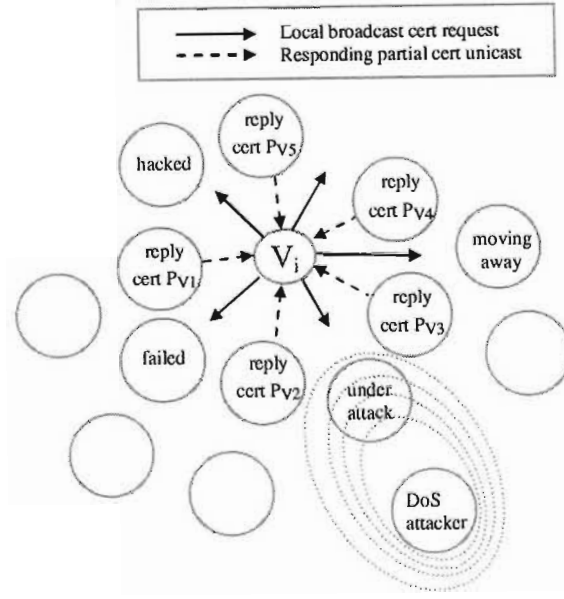 Local broadcast cert request
Responding partial cert unicast
reply
cert PV5
hacked
reply
cert PV4
moving
away
reply
cert PV1
Vi
reply
cert PV3
failed
reply
cert PV2
under
attack
DoS
attacker